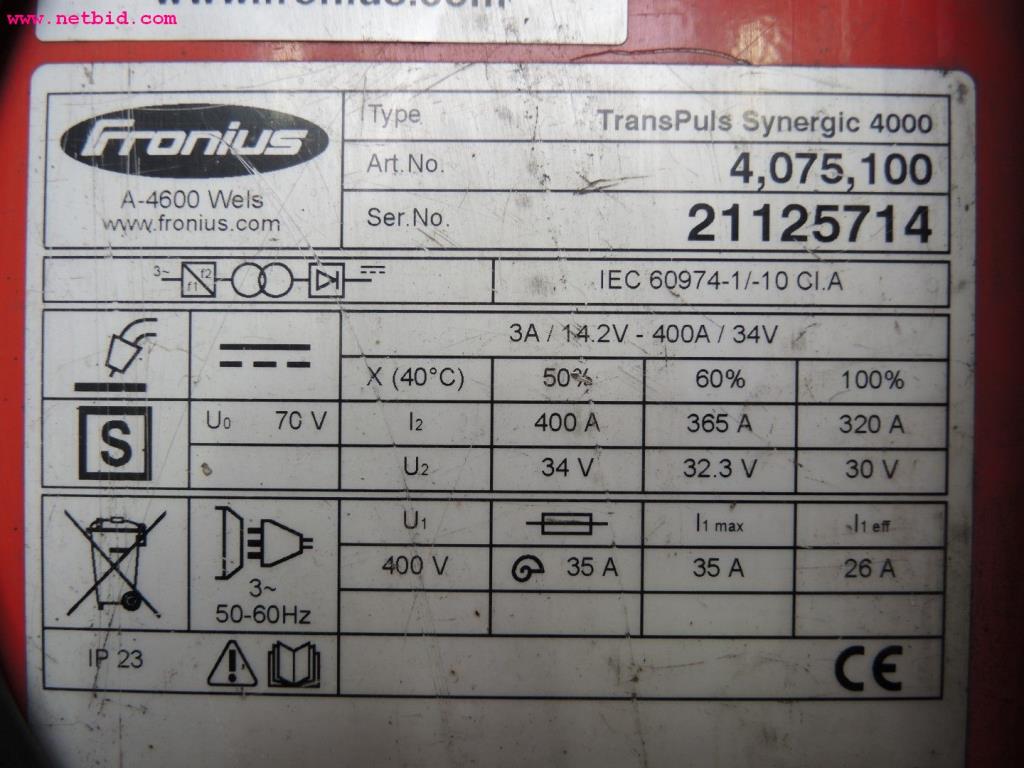 www.netbid.com
www.fronius.com
Fronius
A-4600 Wels
www.fronius.com
Type TransPuls Synergic 4000
Art.No. 4,075,100
Ser.No. 21125714
3~ f1 f2 IEC 60974-1/-10 Cl.A
3A / 14.2V - 400A / 34V
X (40°C) 50% 60% 100%
S U0 70 V I2 400 A 365 A 320 A
U2 34 V 32.3 V 30 V
U1 I1 max I1 eff
3~ 400 V 35 A 35 A 26 A
50-60Hz
IP 23 CE